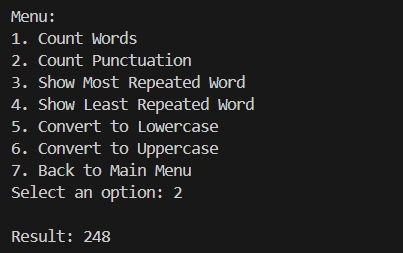 Menu:
1. Count Words
2. Count Punctuation
3. Show Most Repeated Word
4. Show Least Repeated Word
5. Convert to Lowercase
6. Convert to Uppercase
7. Back to Main Menu
Select an option: 2
Result: 248